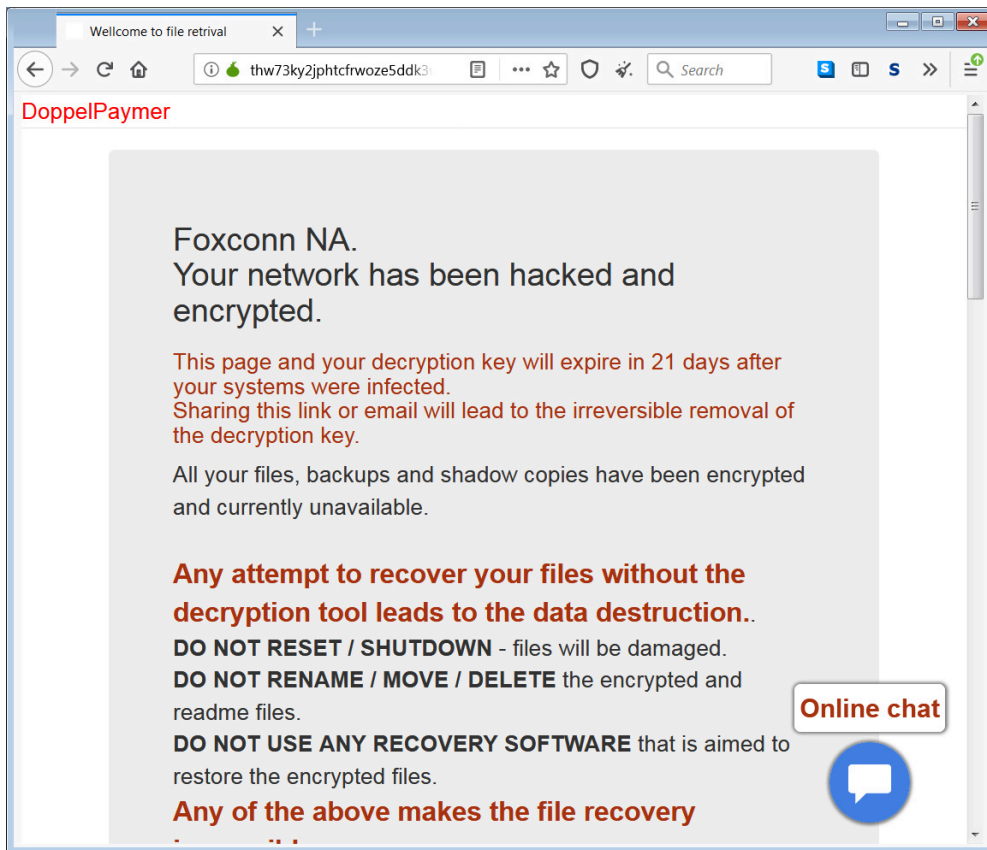 Wellcome to file retrival
thw73ky2jphtcfrwoze5ddk3
Search
DoppelPaymer
Foxconn NA.
Your network has been hacked and
encrypted.
This page and your decryption key will expire in 21 days after
your systems were infected.
Sharing this link or email will lead to the irreversible removal of
the decryption key.
All your files, backups and shadow copies have been encrypted
and currently unavailable.
Any attempt to recover your files without the
decryption tool leads to the data destruction..
DO NOT RESET / SHUTDOWN - files will be damaged.
DO NOT RENAME / MOVE / DELETE the encrypted and
readme files.
Online chat
DO NOT USE ANY RECOVERY SOFTWARE that is aimed to
restore the encrypted files.
Any of the above makes the file recovery